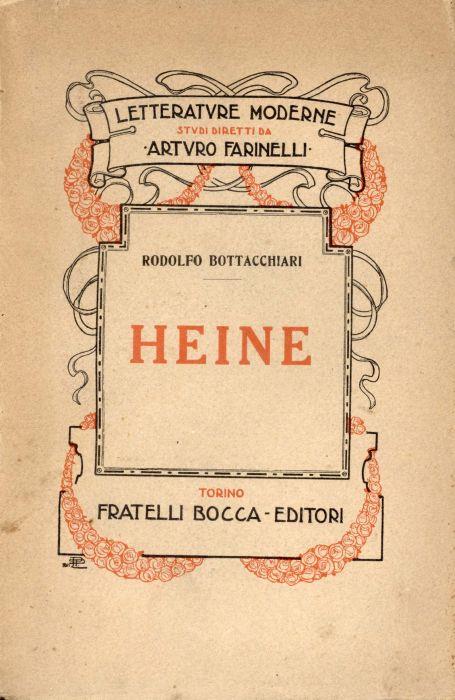 LETTERATVRE MODERNE
STVDI DIRETTI DA
·ARTVRO FARINELLI·
RODOLFO BOTTACCHIARI
HEINE
TORINO
FRATELLI BOCCA-EDITORI